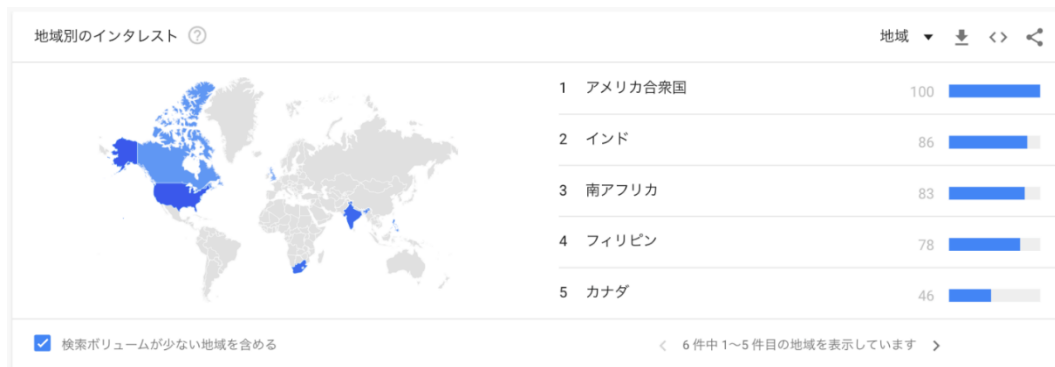 地域別のインタレスト ?
地域
1 アメリカ合衆国 100
2 インド 86
3 南アフリカ 83
4 フィリピン 78
5 カナダ 46
検索ボリュームが少ない地域を含める
6 件中 1〜5 件目の地域を表示しています